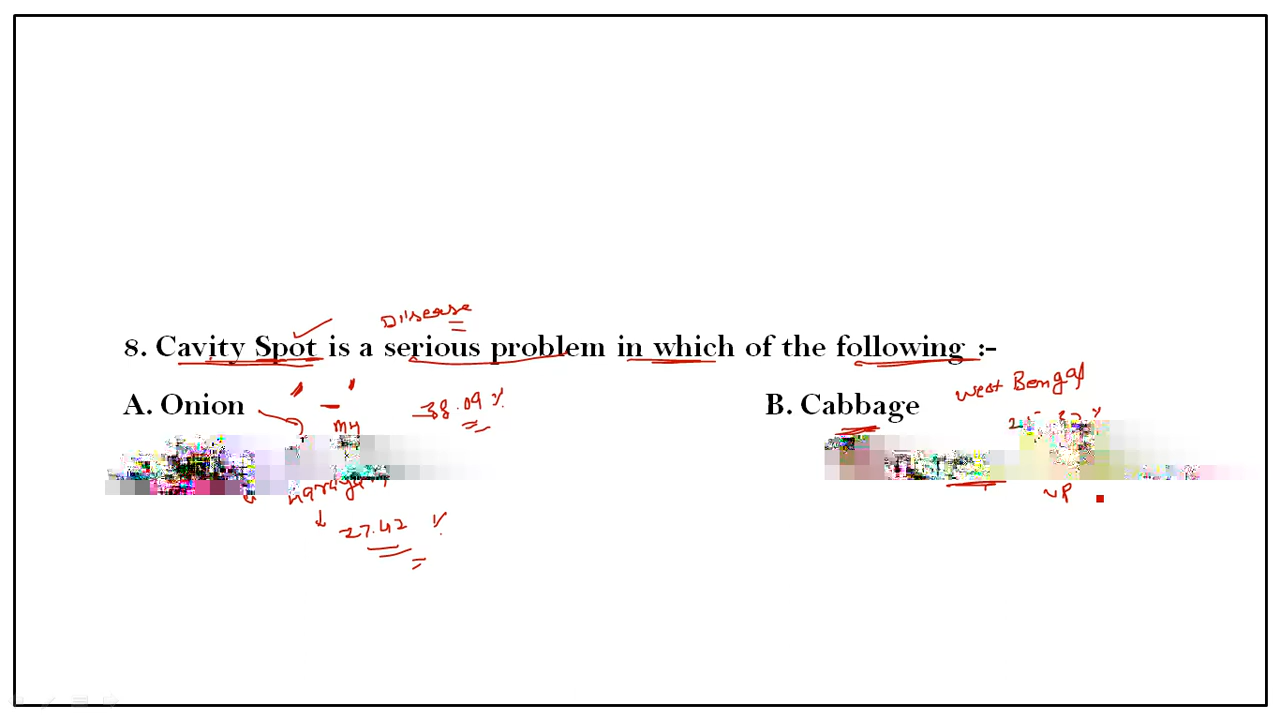 Disease
8. Cavity Spot is a serious problem in which of the following :-
West Bengal
A. Onion
38.09 %
B. Cabbage
MH
UP
27.42 %